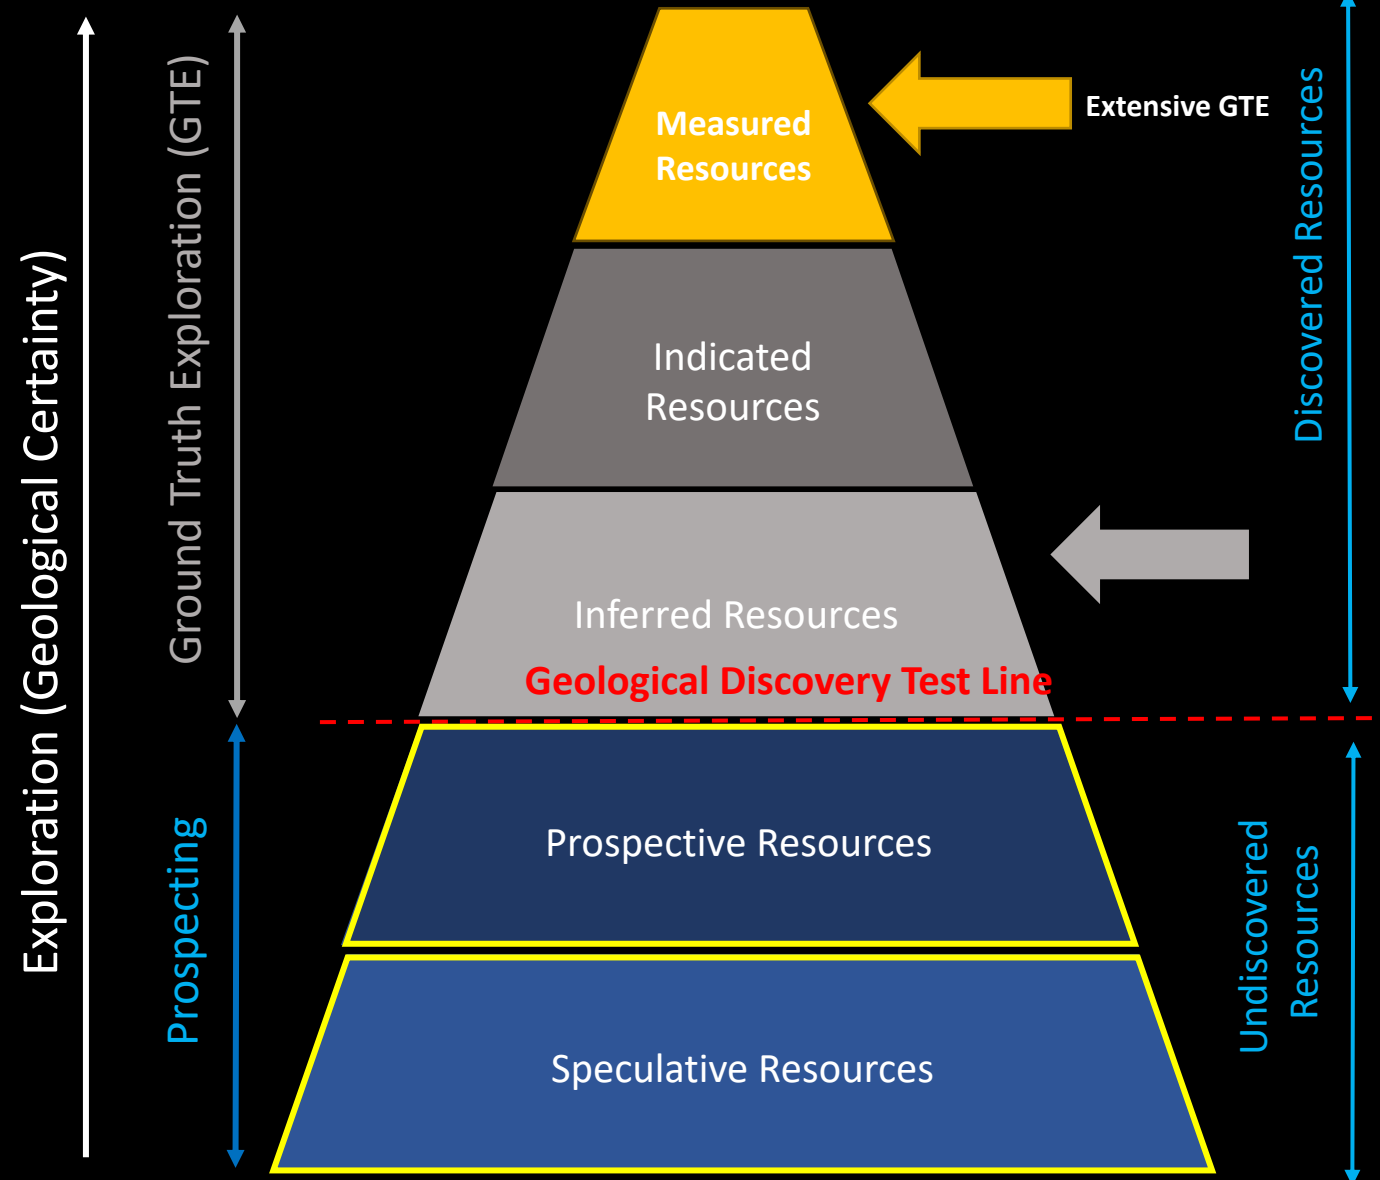 Exploration (Geological Certainty)
Ground Truth Exploration (GTE)
Prospecting
Measured
Resources
Extensive GTE
Indicated
Resources
Inferred Resources
Geological Discovery Test Line
Prospective Resources
Speculative Resources
Discovered Resources
Undiscovered
Resources